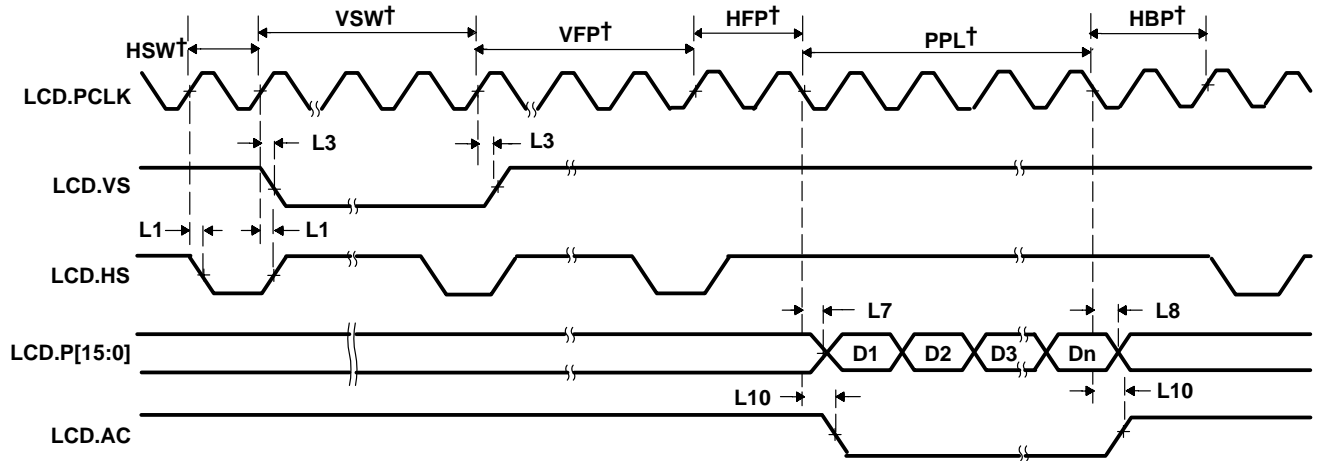 HSW† VSW† VFP† HFP† PPL† HBP†
LCD.PCLK
L3 L3
LCD.VS
L1 L1
LCD.HS
L7 L8
LCD.P[15:0] D1 D2 D3 Dn
L10 L10
LCD.AC